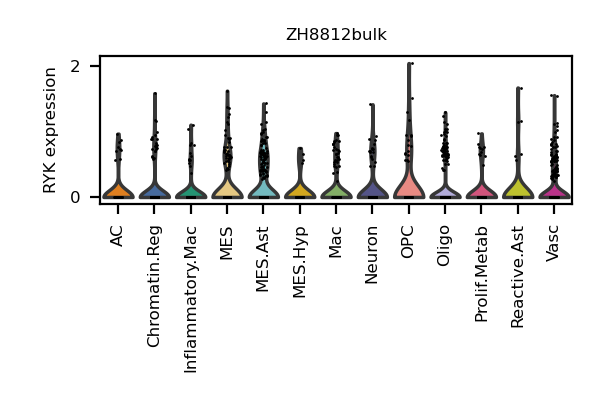 ZH8812bulk
RYK expression
2
0
AC
Chromatin.Reg
Inflammatory.Mac
MES
MES.Ast
MES.Hyp
Mac
Neuron
OPC
Oligo
Prolif.Metab
Reactive.Ast
Vasc